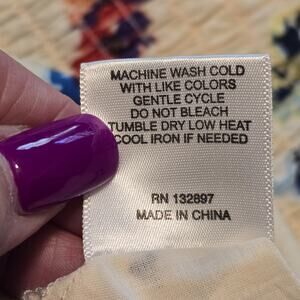 MACHINE WASH COLD
WITH LIKE COLORS
GENTLE CYCLE
DO NOT BLEACH
TUMBLE DRY LOW HEAT
COOL IRON IF NEEDED
RN 132897
MADE IN CHINA